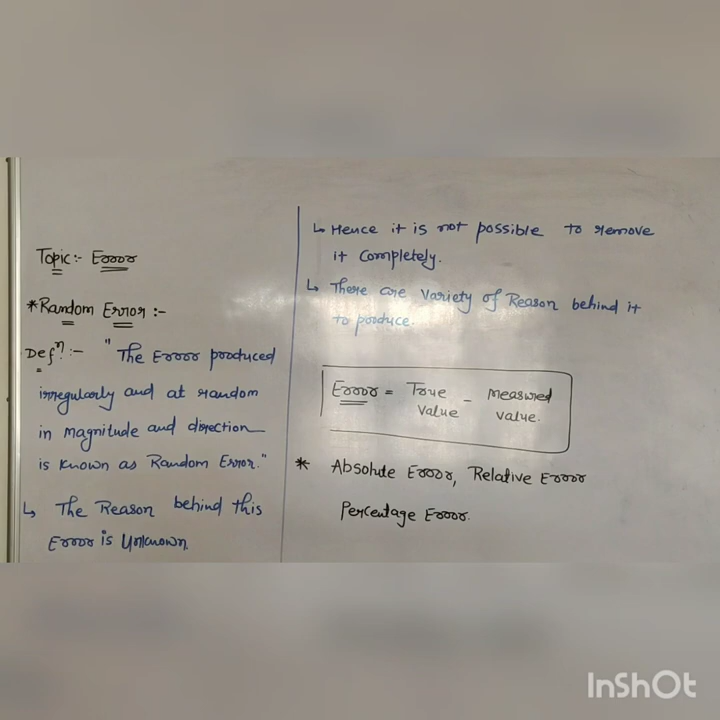 Topic:- Error
*Random Error:-
Defⁿ:- "The Error produced
irregularly and at random
in magnitude and direction
is known as Random Error."
↳ The Reason behind this
Error is Unknown.
↳ Hence it is not possible to remove
it completely.
↳ There are variety of Reason behind it
to produce.
Error = True value - measured value.
* Absolute Error, Relative Error
Percentage Error.
InShOt